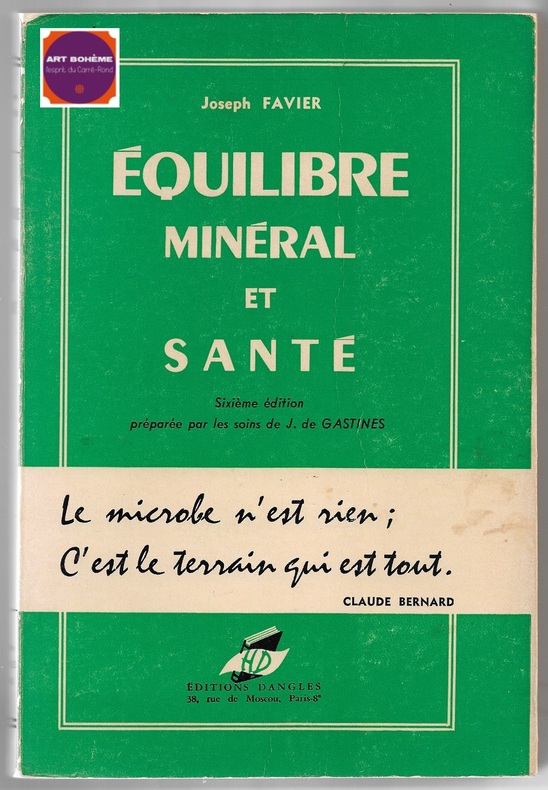 ART BOHÈME
l'esprit du Carré-Rond
Joseph FAVIER
ÉQUILIBRE
MINÉRAL
ET
SANTÉ
Sixième édition
préparée par les soins de J. de GASTINES
Le microbe n'est rien ;
C'est le terrain qui est tout.
CLAUDE BERNARD
HD
ÉDITIONS DANGLES
38, rue de Moscou, Paris-8e